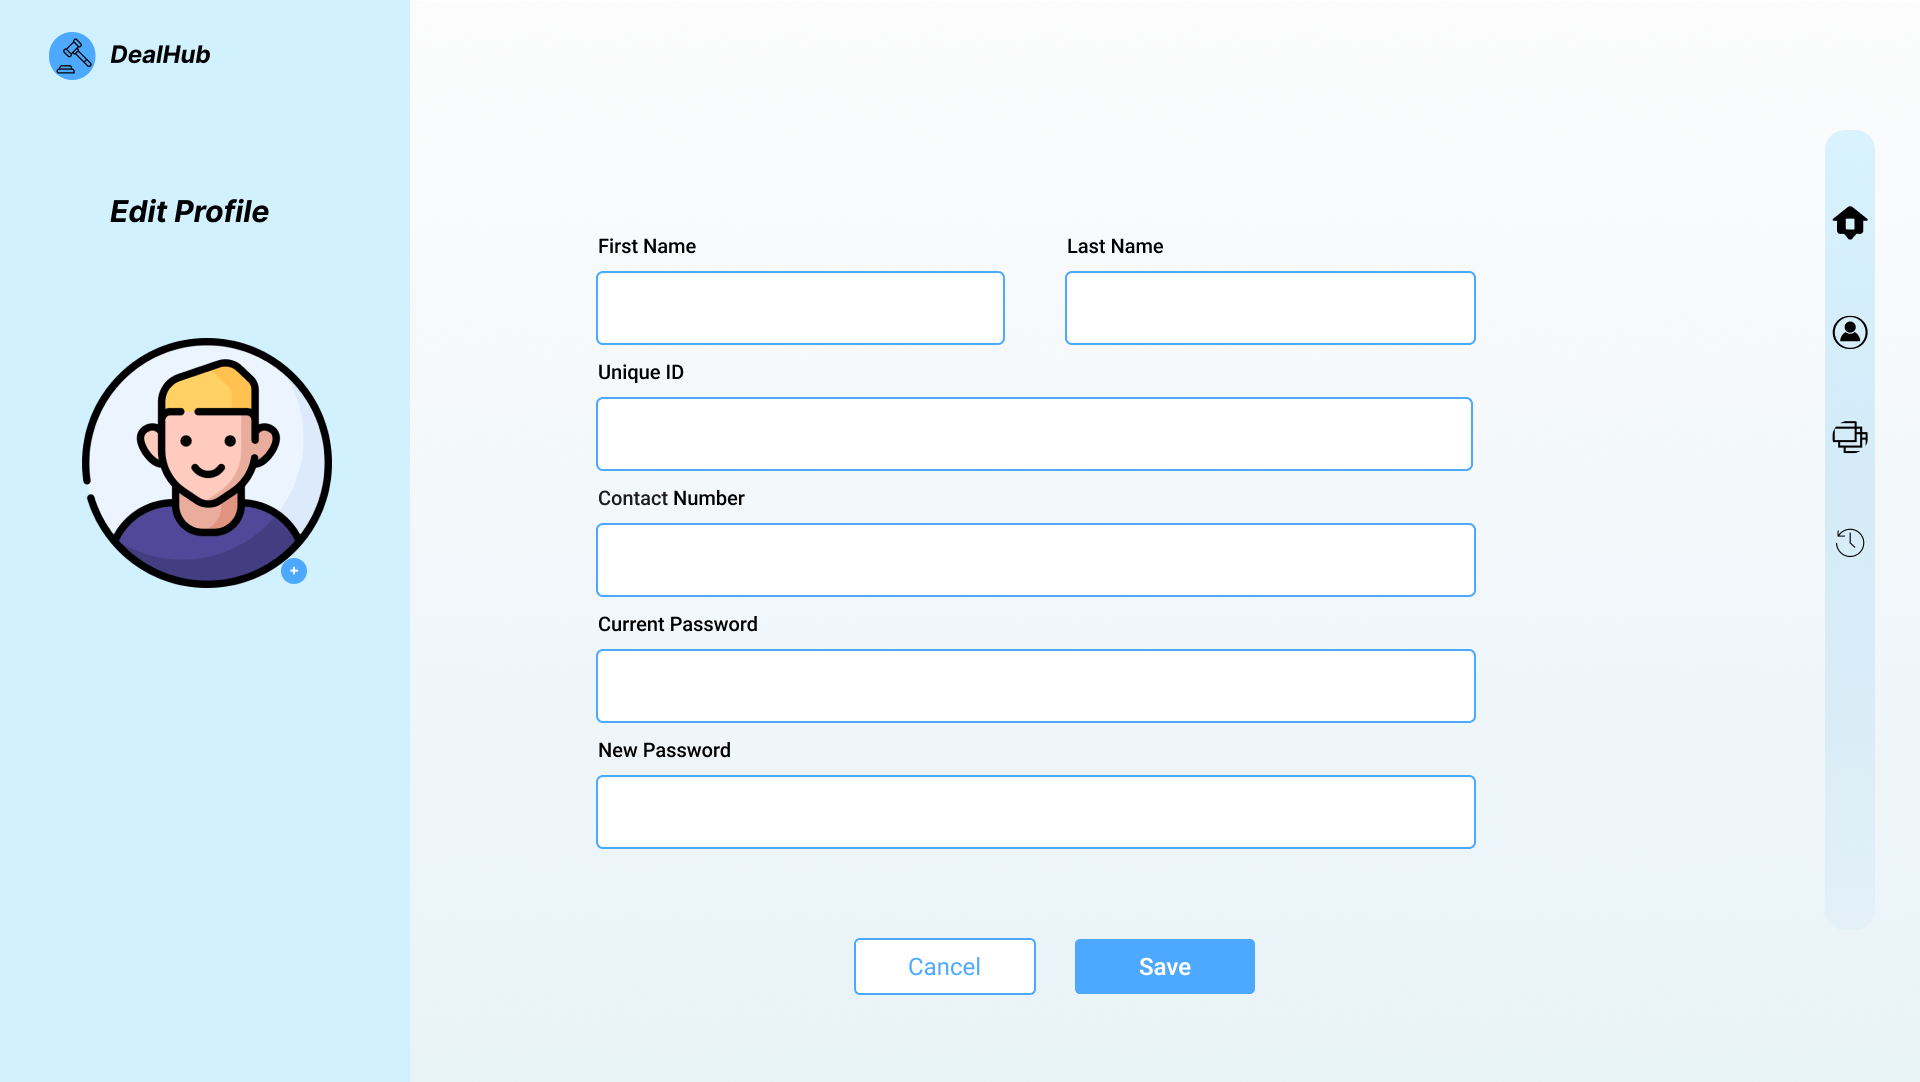 DealHub
Edit Profile
First Name
Last Name
Unique ID
Contact Number
Current Password
New Password
Cancel
Save